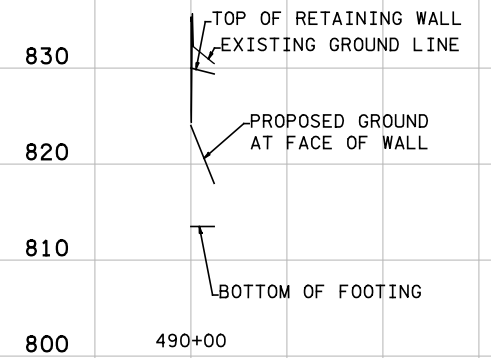 TOP OF RETAINING WALL
EXISTING GROUND LINE
830
PROPOSED GROUND
AT FACE OF WALL
820
810
BOTTOM OF FOOTING
800
490+00